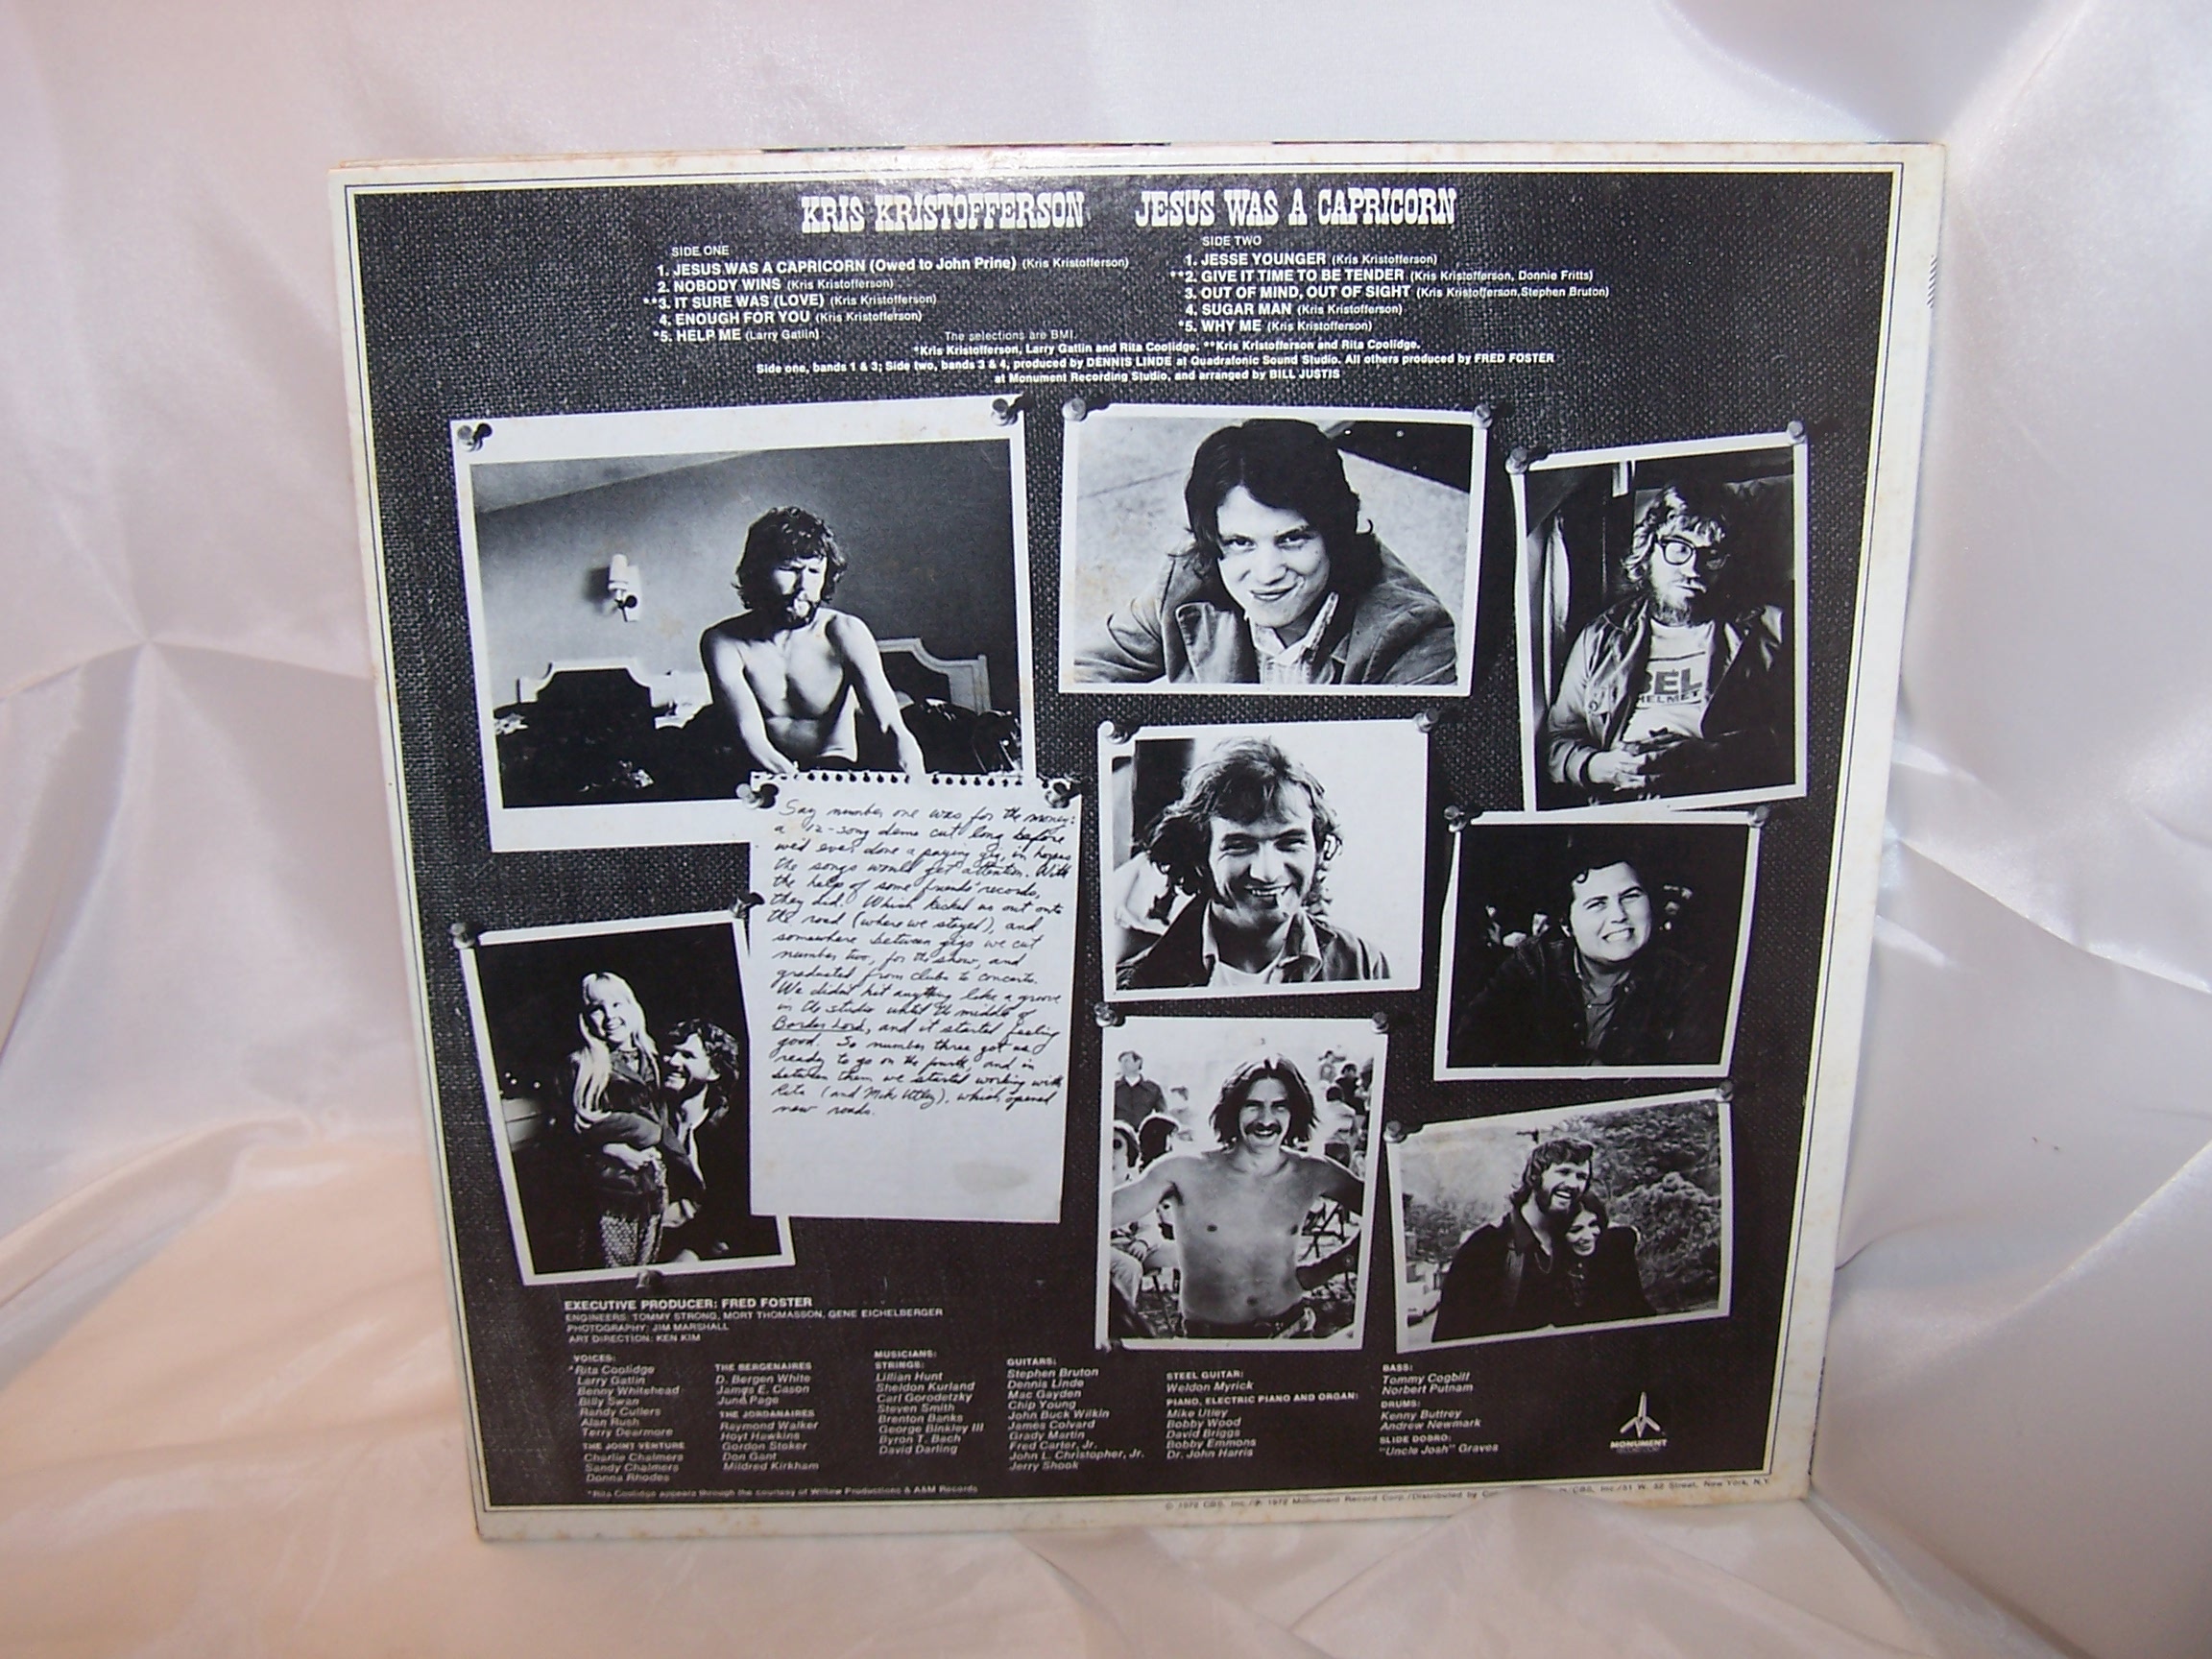 KRIS KRISTOFFERSON JESUS WAS A CAPRICORN
SIDE ONE
1. JESUS WAS A CAPRICORN (Owed to John Prine) (Kris Kristofferson)
2. NOBODY WINS (Kris Kristofferson)
**3. IT SURE WAS (LOVE) (Kris Kristofferson)
4. ENOUGH FOR YOU (Kris Kristofferson)
*5. HELP ME (Larry Gatlin)
SIDE TWO
1. JESSE YOUNGER (Kris Kristofferson)
**2. GIVE IT TIME TO BE TENDER (Kris Kristofferson, Donnie Fritts)
3. OUT OF MIND, OUT OF SIGHT (Kris Kristofferson,Stephen Bruton)
4. SUGAR MAN (Kris Kristofferson)
*5. WHY ME (Kris Kristofferson)
The selections are BMI.
*Kris Kristofferson, Larry Gatlin and Rita Coolidge. **Kris Kristofferson and Rita Coolidge.
Side one, bands 1 & 3; Side two, bands 3 & 4, produced by DENNIS LINDE at Quadrafonic Sound Studio. All others produced by FRED FOSTER
at Monument Recording Studio, and arranged by BILL JUSTIS
BEL
HELMET
Say number one was for the money:
a 12-song demo cut long before
we'd ever done a paying gig, in hopes
the songs would get attention. With
the help of some friends' records,
they did. Which kicked us out onto
the road (where we stayed), and
somewhere between gigs we cut
number two, for the show, and
graduated from clubs to concerts.
We didn't hit anything like a groove
in the studio until the middle of
Border Lord, and it started feeling
good. So number three got us
ready to go on the fourth, and in
between them we started working with
Rita (and Mike Utley), which opened
new roads.
EXECUTIVE PRODUCER: FRED FOSTER
ENGINEERS: TOMMY STRONG, MORT THOMASSON, GENE EICHELBERGER
PHOTOGRAPHY: JIM MARSHALL
ART DIRECTION: KEN KIM
VOICES:
*Rita Coolidge
Larry Gatlin
Benny Whitehead
Billy Swan
Randy Cullers
Alan Rush
Terry Dearmore
THE JOINT VENTURE
Charlie Chalmers
Sandy Chalmers
Donna Rhodes
THE BERGENAIRES
D. Bergen White
James E. Cason
June Page
THE JORDANAIRES
Raymond Walker
Hoyt Hawkins
Gordon Stoker
Don Gant
Mildred Kirkham
MUSICIANS:
STRINGS:
Lillian Hunt
Sheldon Kurland
Carl Gorodetzky
Steven Smith
Brenton Banks
George Binkley III
Byron T. Bach
David Darling
GUITARS:
Stephen Bruton
Dennis Linde
Mac Gayden
Chip Young
John Buck Wilkin
James Colvard
Grady Martin
Fred Carter, Jr.
John L. Christopher, Jr.
Jerry Shook
STEEL GUITAR:
Weldon Myrick
PIANO, ELECTRIC PIANO AND ORGAN:
Mike Utley
Bobby Wood
David Briggs
Bobby Emmons
Dr. John Harris
BASS:
Tommy Cogbill
Norbert Putnam
DRUMS:
Kenny Buttrey
Andrew Newmark
SLIDE DOBRO:
"Uncle Josh" Graves
MONUMENT
*Rita Coolidge appears through the courtesy of Willow Productions & A&M Records
© 1972 CBS, Inc./℗ 1972 Monument Record Corp./Distributed by CBS, Inc./51 W. 52 Street, New York, N.Y.